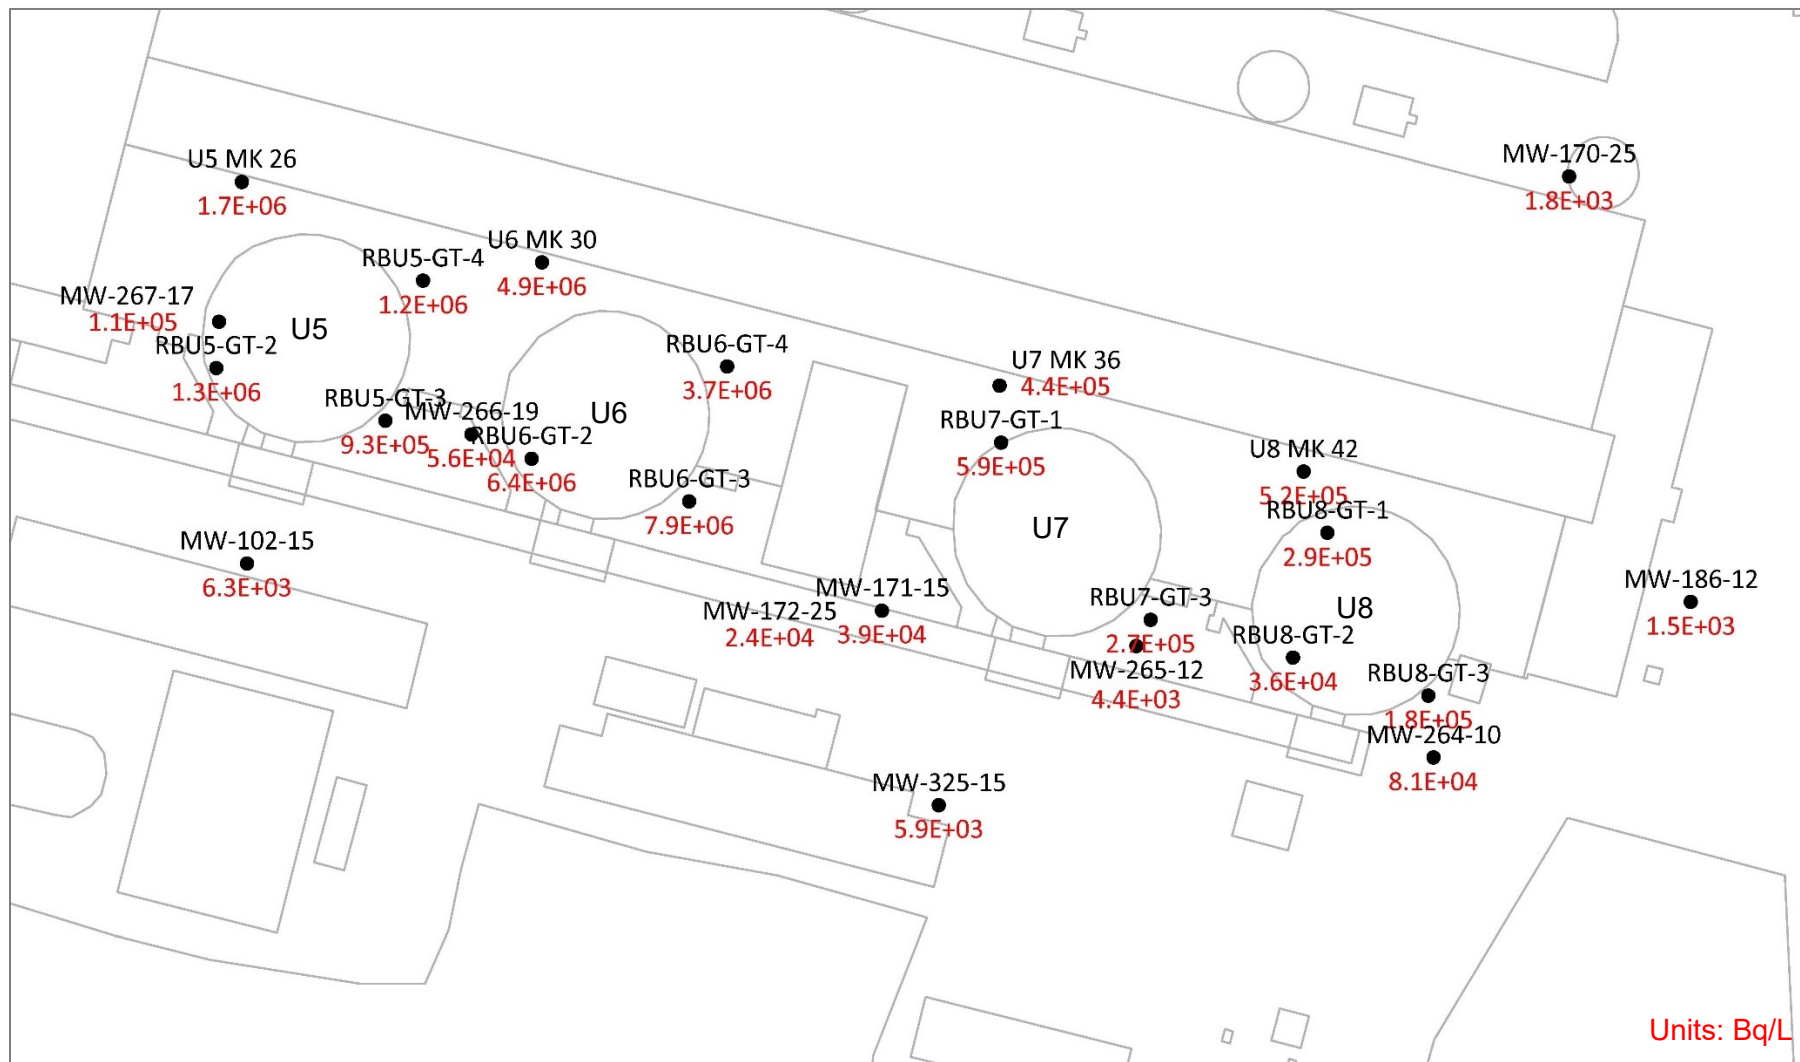 U5 MK 26
1.7E+06
MW-170-25
1.8E+03
U6 MK 30
4.9E+06
RBU5-GT-4
1.2E+06
MW-267-17
1.1E+05
U5
RBU5-GT-2
1.3E+06
RBU6-GT-4
3.7E+06
U7 MK 36
4.4E+05
RBU5-GT-3
9.3E+05
MW-266-19
5.6E+04
U6
RBU6-GT-2
6.4E+06
RBU7-GT-1
5.9E+05
U8 MK 42
5.2E+05
RBU6-GT-3
7.9E+06
RBU8-GT-1
2.9E+05
U7
MW-102-15
6.3E+03
MW-171-15
3.9E+04
MW-172-25
2.4E+04
RBU7-GT-3
2.7E+05
MW-265-12
4.4E+03
U8
RBU8-GT-2
3.6E+04
MW-186-12
1.5E+03
RBU8-GT-3
1.8E+05
MW-264-10
8.1E+04
MW-325-15
5.9E+03
Units: Bq/L